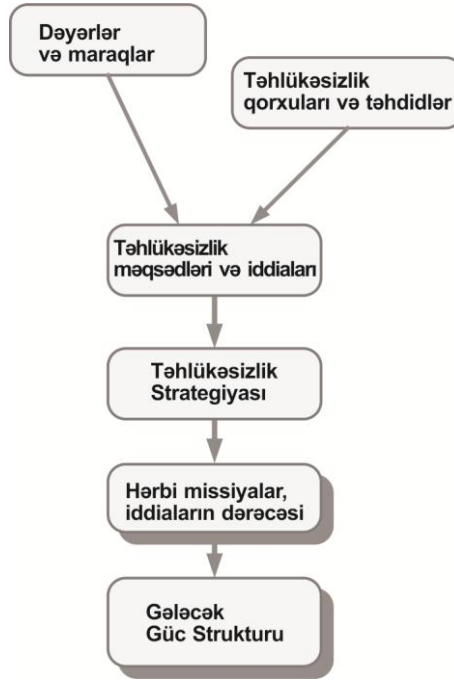 Dəyərlər
və maraqlar
Təhlükəsizlik
qorxuları və təhdidlər
Təhlükəsizlik
məqsədləri və iddiaları
Təhlükəsizlik
Strategiyası
Hərbi missiyalar,
iddiaların dərəcəsi
Gələcək
Güc Strukturu